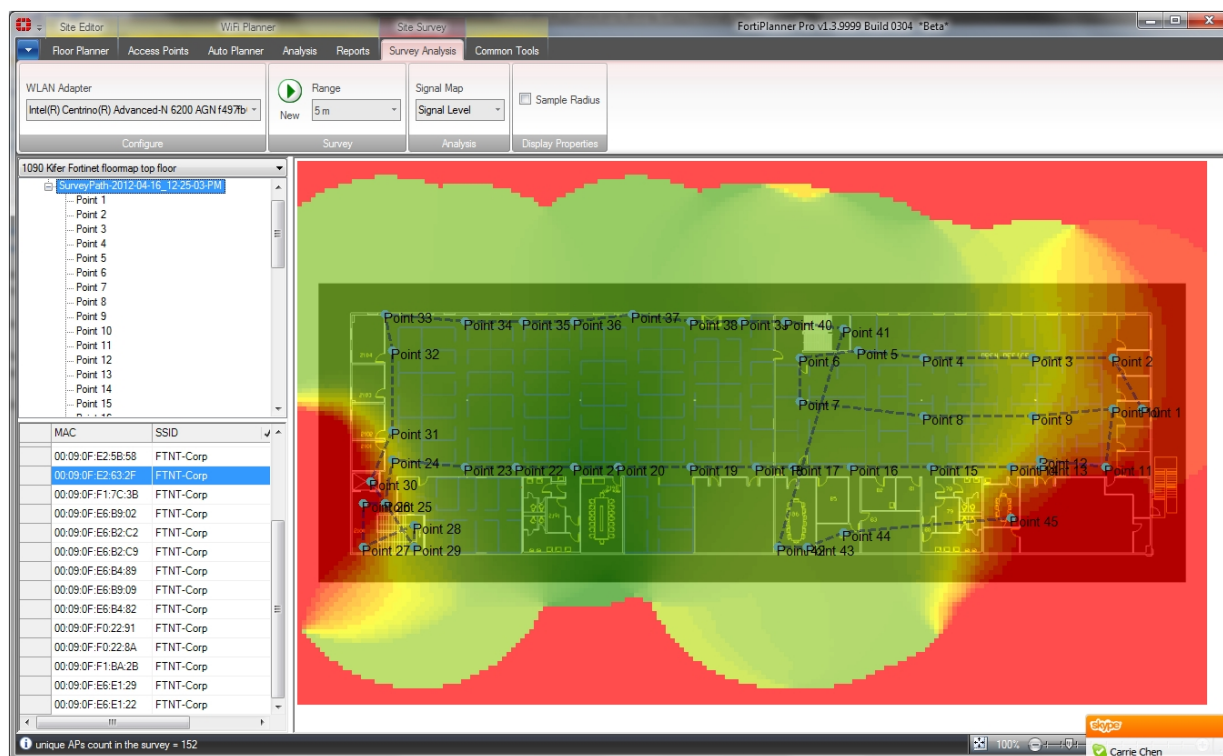 Site Editor
WiFi Planner
Site Survey
FortiPlanner Pro v1.3.9999 Build 0304 *Beta*
Floor Planner
Access Points
Auto Planner
Analysis
Reports
Survey Analysis
Common Tools
WLAN Adapter
Intel(R) Centrino(R) Advanced-N 6200 AGN
Configure
New
Range
5 m
Survey
Signal Map
Signal Level
Analysis
Sample Radius
Display Properties
1090 Kifer Fortinet floormap top floor
SurveyPath-2012-04-16_12-25-03-PM
Point 1
Point 2
Point 3
Point 4
Point 5
Point 6
Point 7
Point 8
Point 9
Point 10
Point 11
Point 12
Point 13
Point 14
Point 15
MAC SSID
00:09:0F:E2:5B:58 FTNT-Corp
00:09:0F:E2:63:2F FTNT-Corp
00:09:0F:F1:7C:3B FTNT-Corp
00:09:0F:E6:B9:02 FTNT-Corp
00:09:0F:E6:B2:C2 FTNT-Corp
00:09:0F:E6:B2:C9 FTNT-Corp
00:09:0F:E6:B4:89 FTNT-Corp
00:09:0F:E6:B9:09 FTNT-Corp
00:09:0F:E6:B4:82 FTNT-Corp
00:09:0F:F0:22:91 FTNT-Corp
00:09:0F:F0:22:8A FTNT-Corp
00:09:0F:F1:BA:2B FTNT-Corp
00:09:0F:E6:E1:29 FTNT-Corp
00:09:0F:E6:E1:22 FTNT-Corp
Point 33
Point 34
Point 35
Point 36
Point 37
Point 38
Point 39
Point 40
Point 41
Point 32
Point 6
Point 5
Point 4
Point 3
Point 2
Point 7
Point 8
Point 9
Point 1
Point 31
Point 24
Point 23
Point 22
Point 20
Point 19
Point 17
Point 16
Point 15
Point 12
Point 13
Point 11
Point 30
Point 25
Point 28
Point 27
Point 29
Point 43
Point 44
Point 45
unique APs count in the survey = 152
100%
skype
Carrie Chen